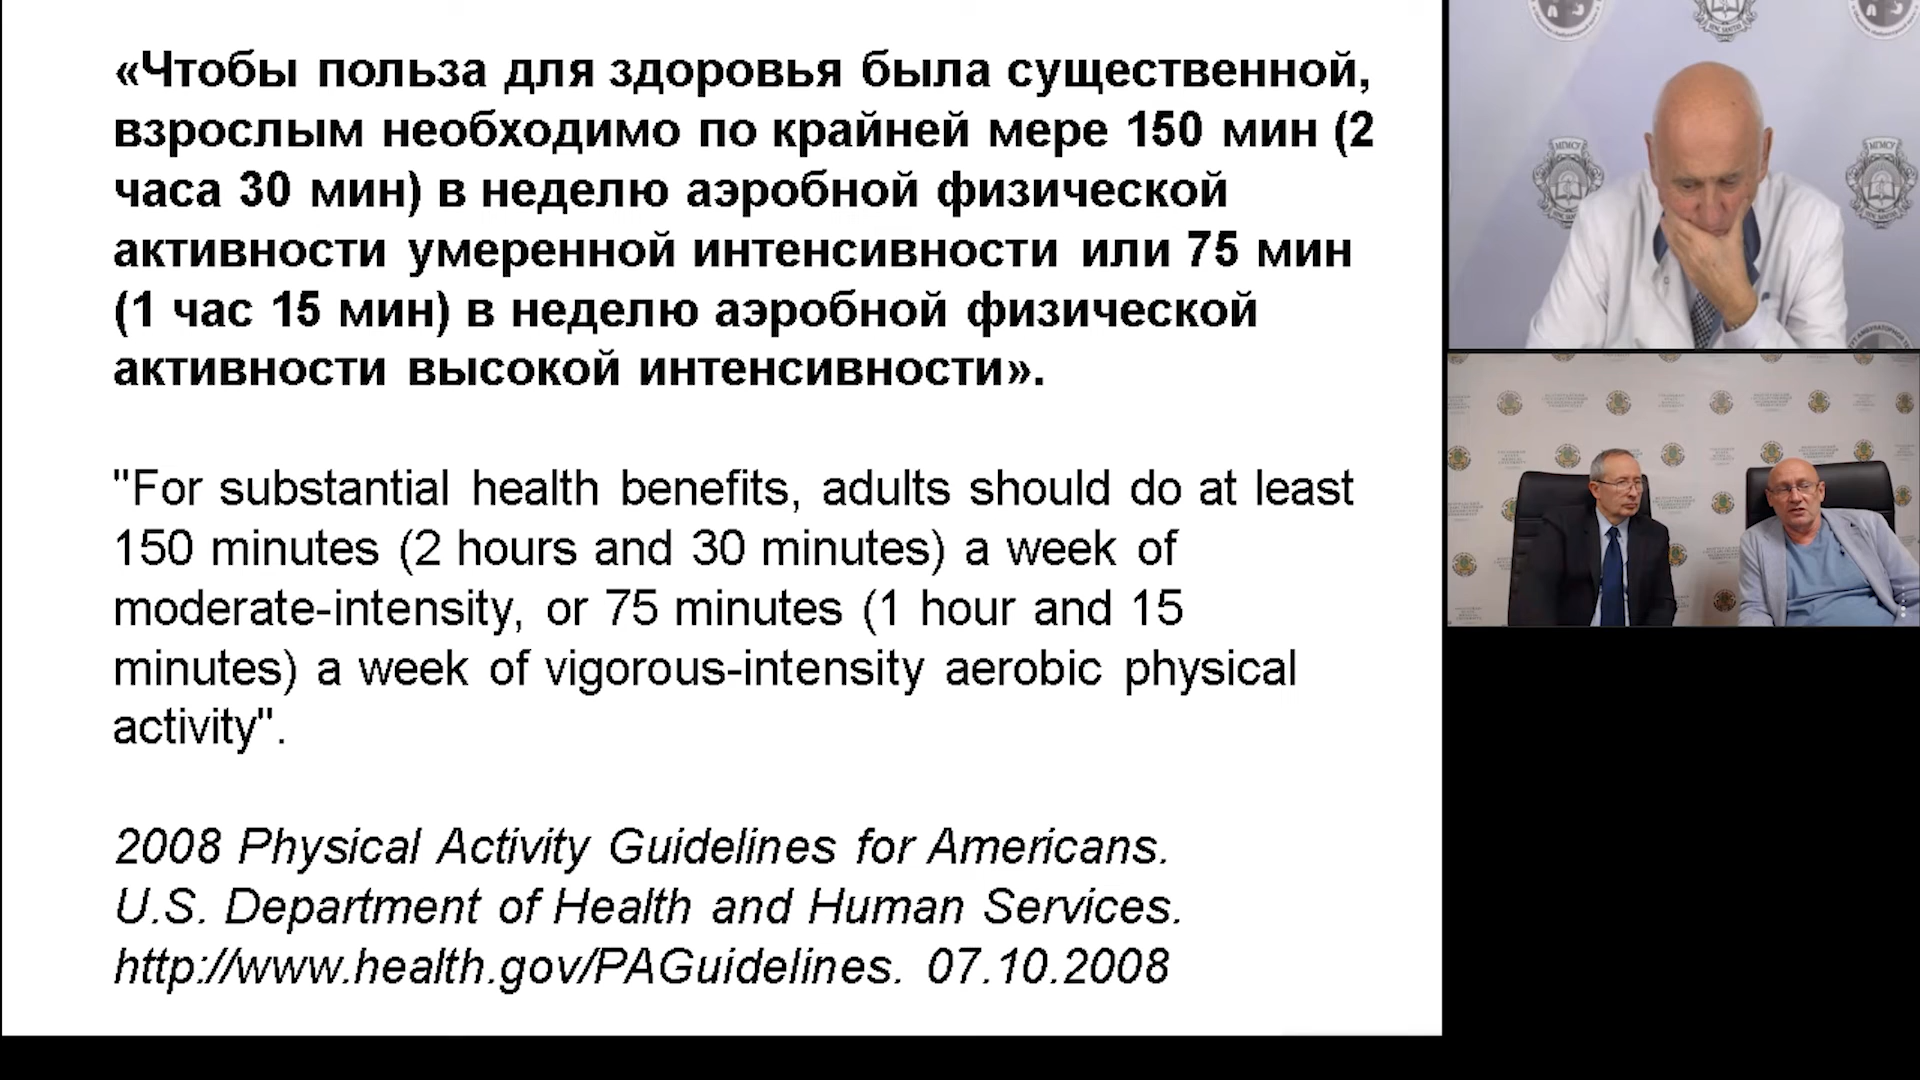 «Чтобы польза для здоровья была существенной,
взрослым необходимо по крайней мере 150 мин (2
часа 30 мин) в неделю аэробной физической
активности умеренной интенсивности или 75 мин
(1 час 15 мин) в неделю аэробной физической
активности высокой интенсивности».
"For substantial health benefits, adults should do at least
150 minutes (2 hours and 30 minutes) a week of
moderate-intensity, or 75 minutes (1 hour and 15
minutes) a week of vigorous-intensity aerobic physical
activity".
2008 Physical Activity Guidelines for Americans.
U.S. Department of Health and Human Services.
http://www.health.gov/PAGuidelines. 07.10.2008
МГМСУ
МГМСУ